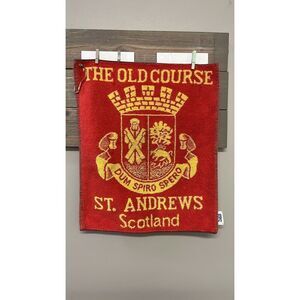 THE OLD COURSE
DUM SPIRO SPERO
ST. ANDREWS
Scotland